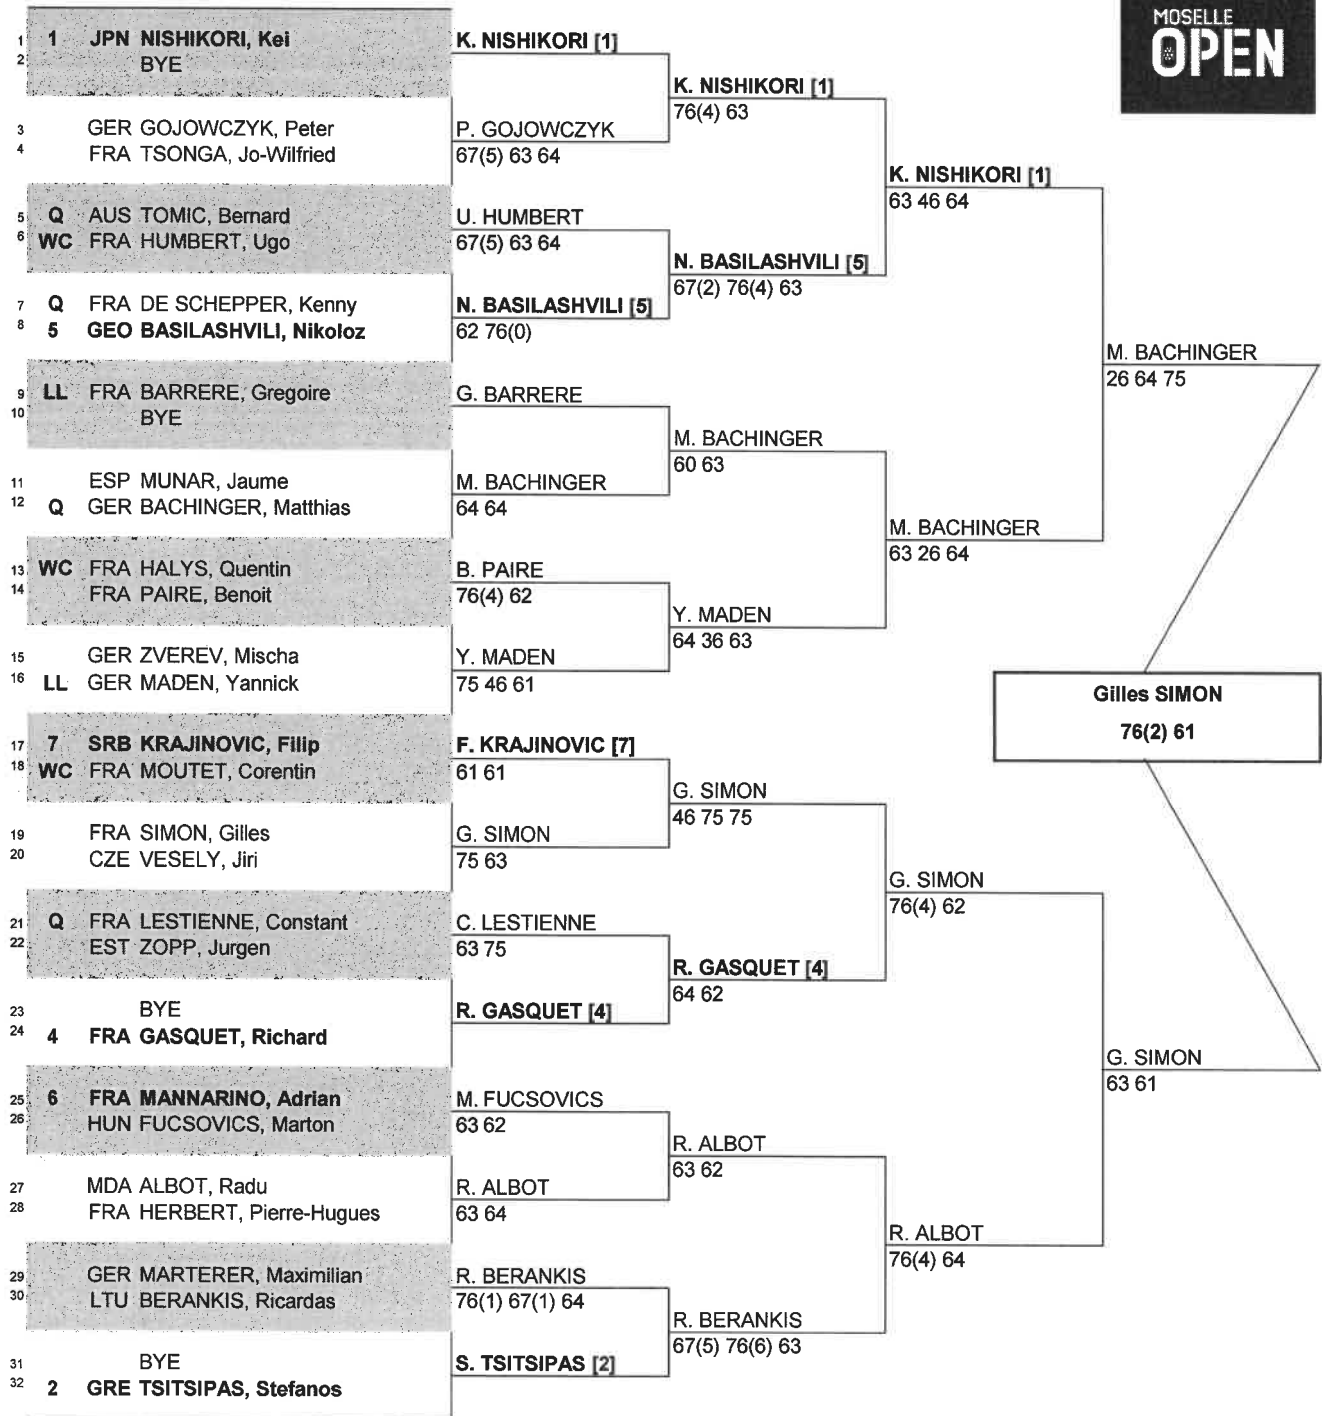 MOSELLE
OPEN
1 1 JPN NISHIKORI, Kei
2 BYE
3 GER GOJOWCZYK, Peter
4 FRA TSONGA, Jo-Wilfried
5 Q AUS TOMIC, Bernard
6 WC FRA HUMBERT, Ugo
7 Q FRA DE SCHEPPER, Kenny
8 5 GEO BASILASHVILI, Nikoloz
9 LL FRA BARRERE, Gregoire
10 BYE
11 ESP MUNAR, Jaume
12 Q GER BACHINGER, Matthias
13 WC FRA HALYS, Quentin
14 FRA PAIRE, Benoit
15 GER ZVEREV, Mischa
16 LL GER MADEN, Yannick
17 7 SRB KRAJINOVIC, Filip
18 WC FRA MOUTET, Corentin
19 FRA SIMON, Gilles
20 CZE VESELY, Jiri
21 Q FRA LESTIENNE, Constant
22 EST ZOPP, Jurgen
23 BYE
24 4 FRA GASQUET, Richard
25 6 FRA MANNARINO, Adrian
26 HUN FUCSOVICS, Marton
27 MDA ALBOT, Radu
28 FRA HERBERT, Pierre-Hugues
29 GER MARTERER, Maximilian
30 LTU BERANKIS, Ricardas
31 BYE
32 2 GRE TSITSIPAS, Stefanos
K. NISHIKORI [1]
P. GOJOWCZYK
67(5) 63 64
U. HUMBERT
67(5) 63 64
N. BASILASHVILI [5]
62 76(0)
G. BARRERE
M. BACHINGER
64 64
B. PAIRE
76(4) 62
Y. MADEN
75 46 61
F. KRAJINOVIC [7]
61 61
G. SIMON
75 63
C. LESTIENNE
63 75
R. GASQUET [4]
M. FUCSOVICS
63 62
R. ALBOT
63 64
R. BERANKIS
76(1) 67(1) 64
S. TSITSIPAS [2]
K. NISHIKORI [1]
76(4) 63
N. BASILASHVILI [5]
67(2) 76(4) 63
M. BACHINGER
60 63
Y. MADEN
64 36 63
G. SIMON
46 75 75
R. GASQUET [4]
64 62
R. ALBOT
63 62
R. BERANKIS
67(5) 76(6) 63
K. NISHIKORI [1]
63 46 64
M. BACHINGER
63 26 64
G. SIMON
76(4) 62
R. ALBOT
76(4) 64
M. BACHINGER
26 64 75
G. SIMON
63 61
Gilles SIMON
76(2) 61